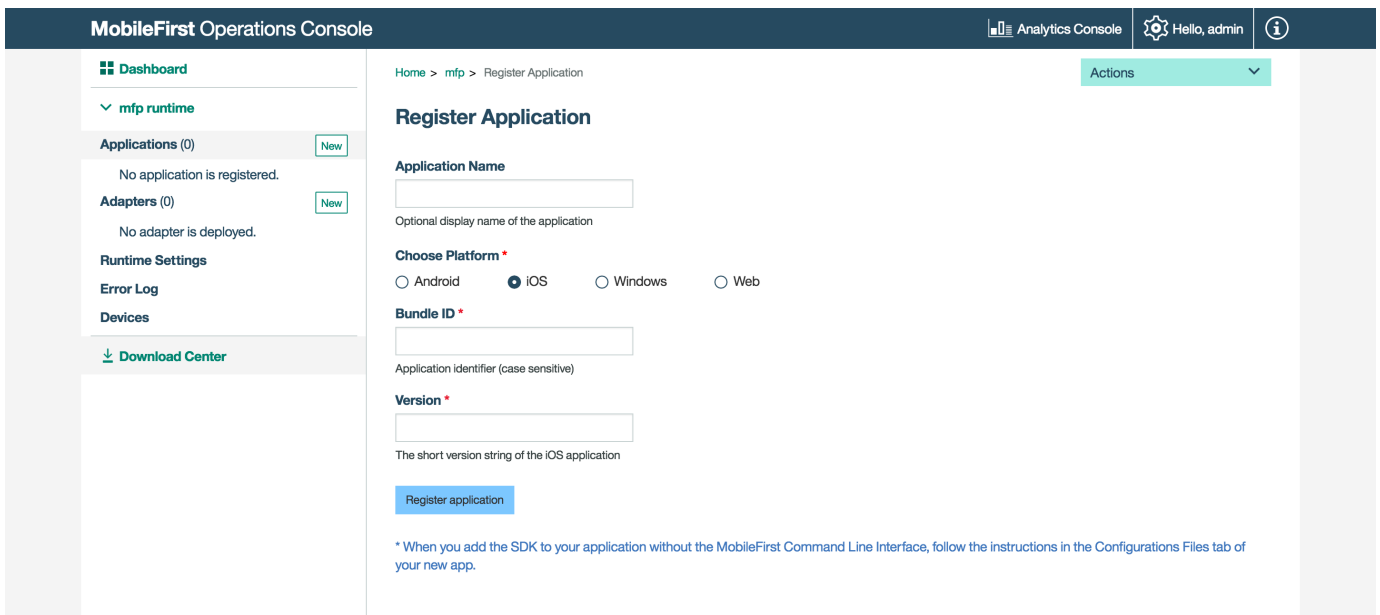 MobileFirst Operations Console
Analytics Console
Hello, admin
Dashboard
mfp runtime
Applications (0)
New
No application is registered.
Adapters (0)
New
No adapter is deployed.
Runtime Settings
Error Log
Devices
Download Center
Home > mfp > Register Application
Actions
Register Application
Application Name
Optional display name of the application
Choose Platform *
Android iOS Windows Web
Bundle ID *
Application identifier (case sensitive)
Version *
The short version string of the iOS application
Register application
* When you add the SDK to your application without the MobileFirst Command Line Interface, follow the instructions in the Configurations Files tab of
your new app.